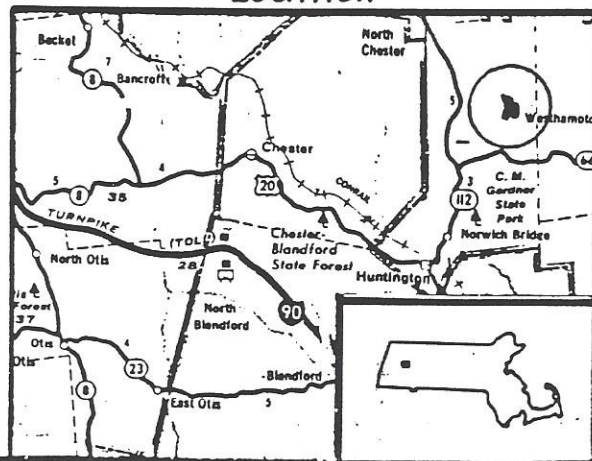 LOCATION
Becket
North Chester
8
7
Bancroft
5
Westhampton
Chester
4
5
8
35
20
CONRAIL
66
3
C. M. Gardner State Park
112
Norwich Bridge
TURNPIKE
(TOLL)
28
Chester-Blandford State Forest
Huntington
North Otis
Forest
37
North Blandford
90
Otis
Otis
4
23
Blandford
8
East Otis
5